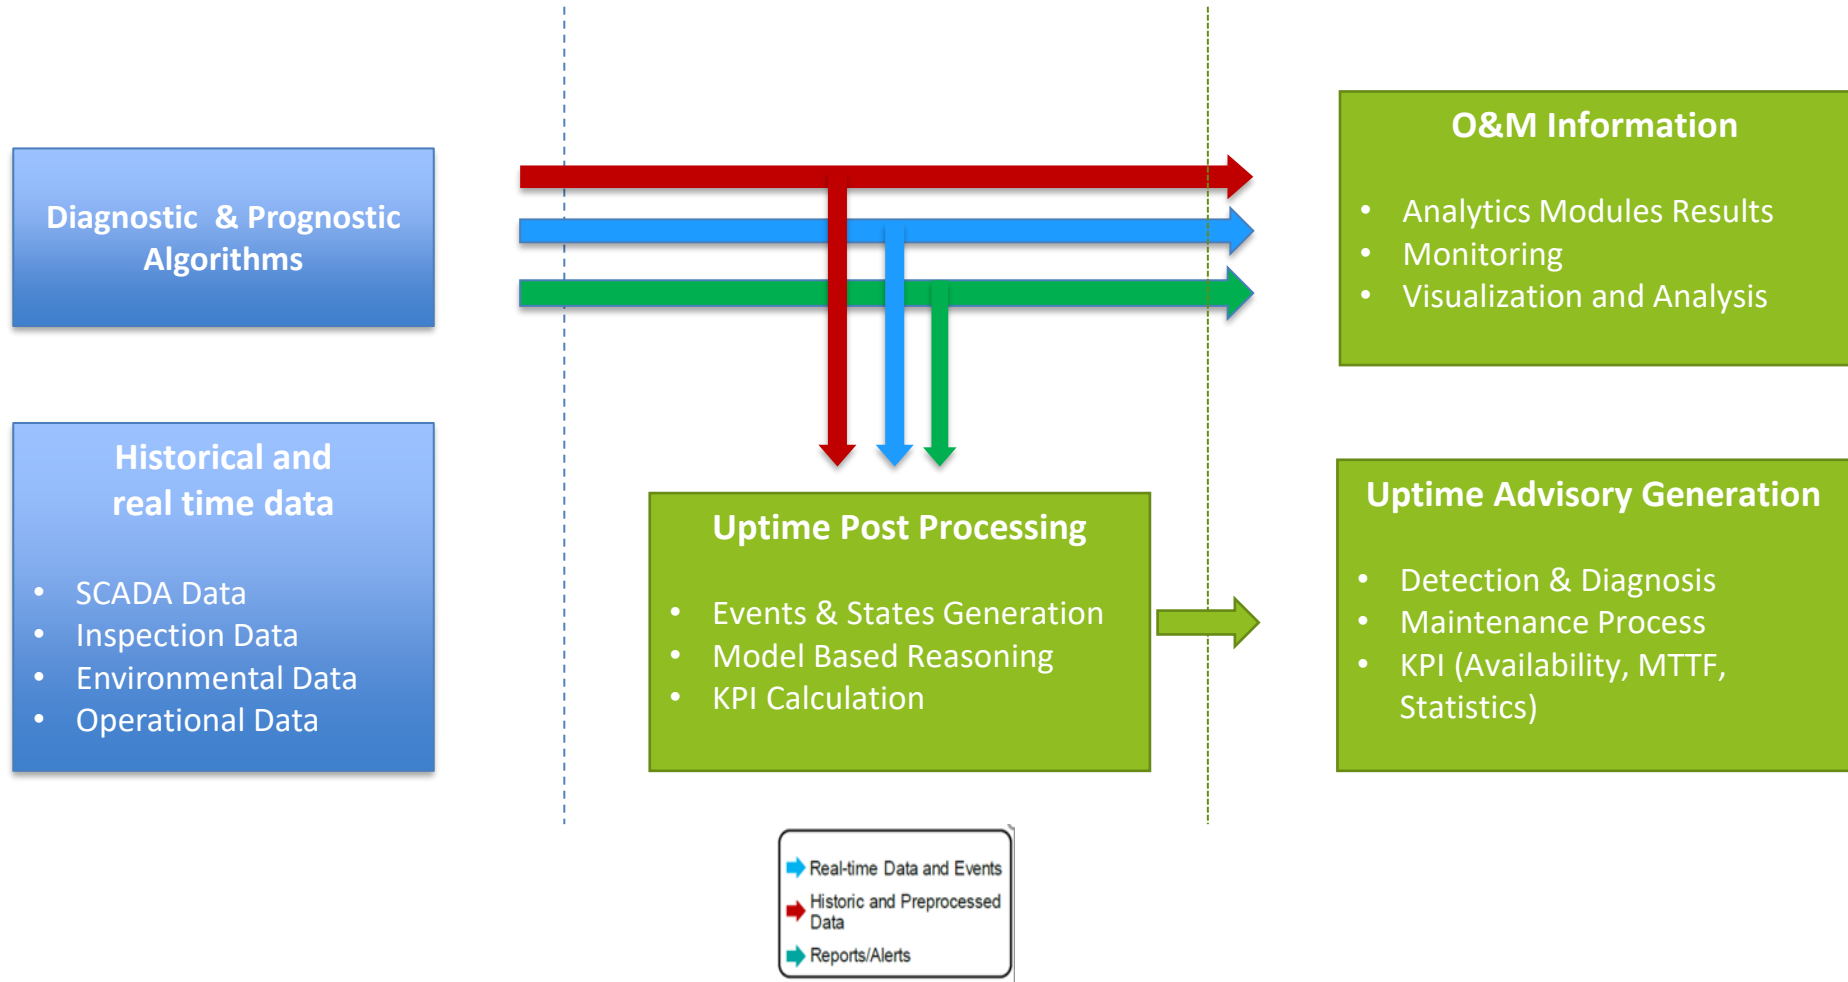 Diagnostic & Prognostic
Algorithms
Historical and
real time data
• SCADA Data
• Inspection Data
• Environmental Data
• Operational Data
Uptime Post Processing
• Events & States Generation
• Model Based Reasoning
• KPI Calculation
O&M Information
• Analytics Modules Results
• Monitoring
• Visualization and Analysis
Uptime Advisory Generation
• Detection & Diagnosis
• Maintenance Process
• KPI (Availability, MTTF,
Statistics)
Real-time Data and Events
Historic and Preprocessed
Data
Reports/Alerts